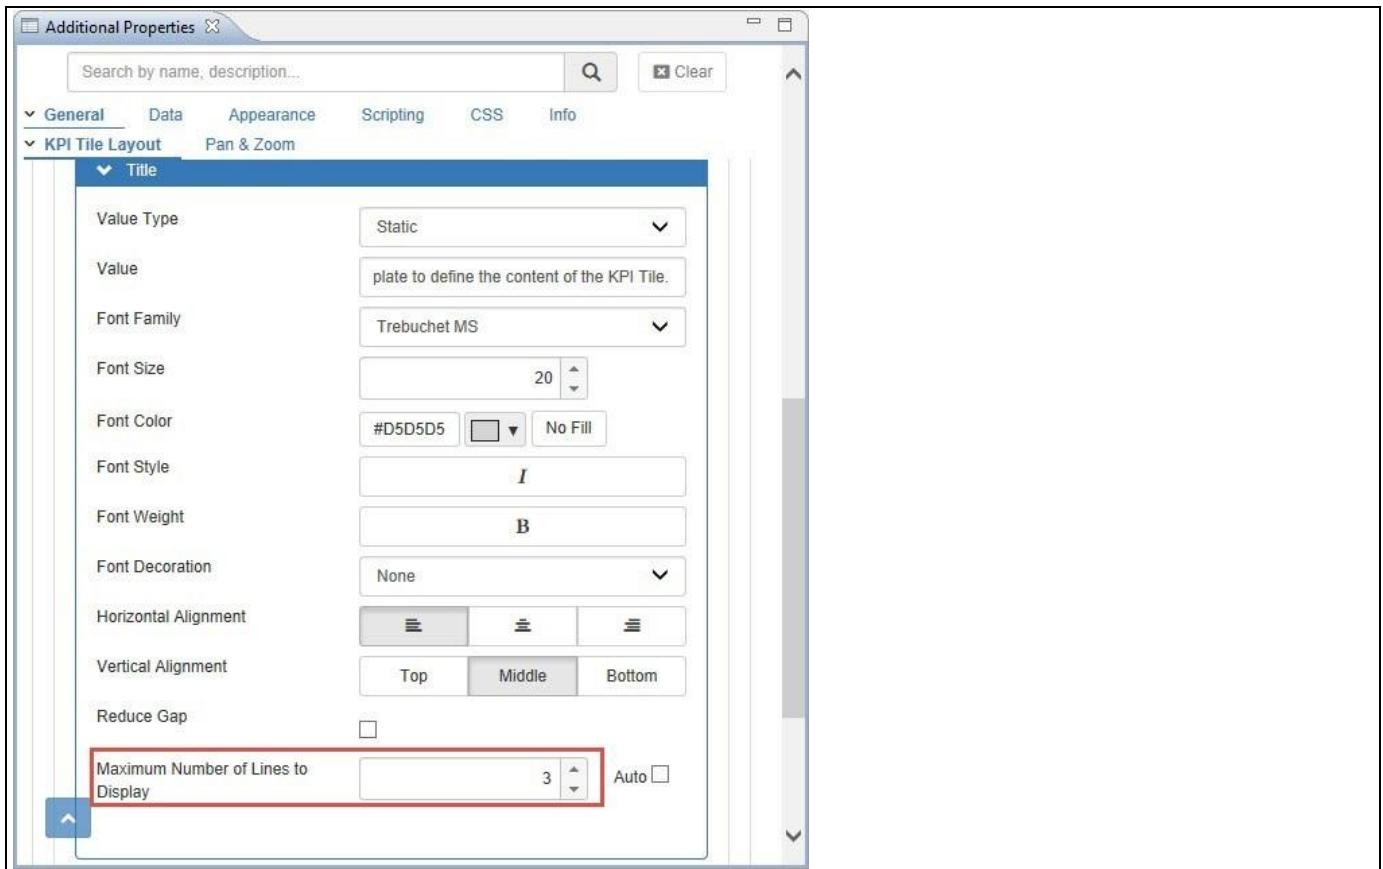 Additional Properties
Search by name, description...
Clear
General Data Appearance Scripting CSS Info
KPI Tile Layout Pan & Zoom
Title
Value Type Static
Value plate to define the content of the KPI Tile.
Font Family Trebuchet MS
Font Size 20
Font Color #D5D5D5 No Fill
Font Style I
Font Weight B
Font Decoration None
Horizontal Alignment
Vertical Alignment Top Middle Bottom
Reduce Gap
Maximum Number of Lines to
Display 3 Auto